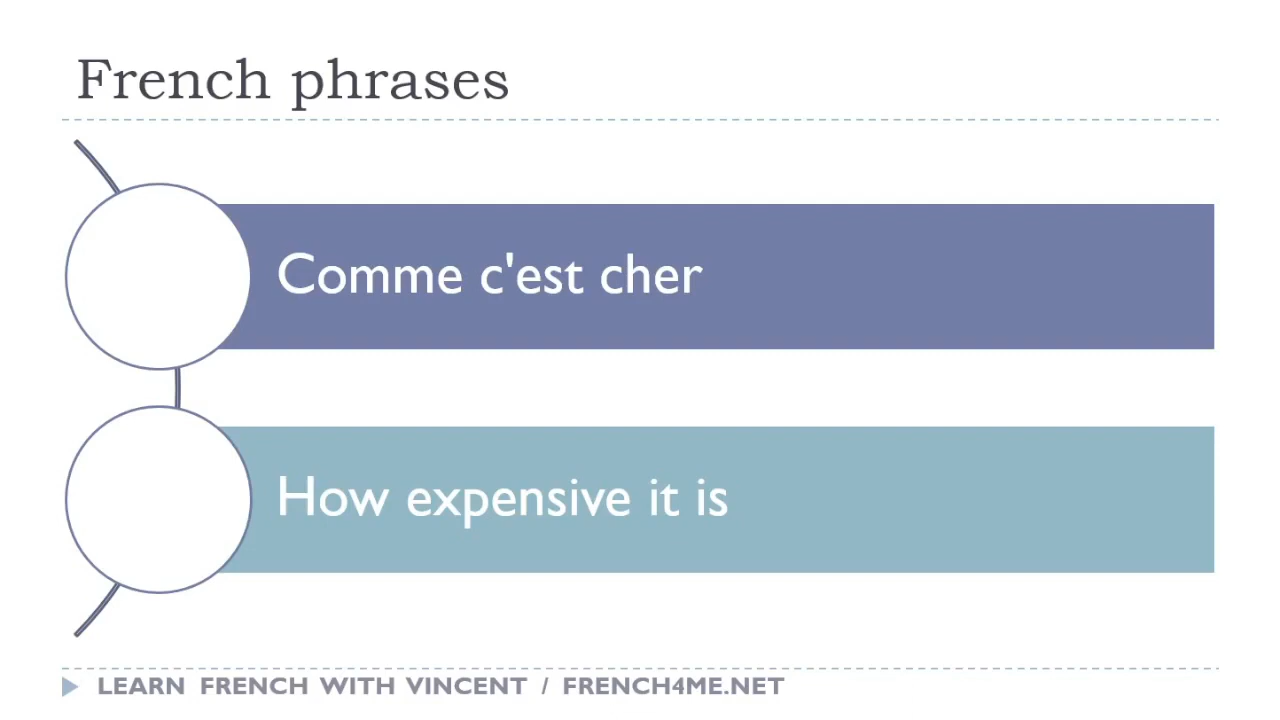 French phrases
Comme c'est cher
How expensive it is
LEARN FRENCH WITH VINCENT / FRENCH4ME.NET